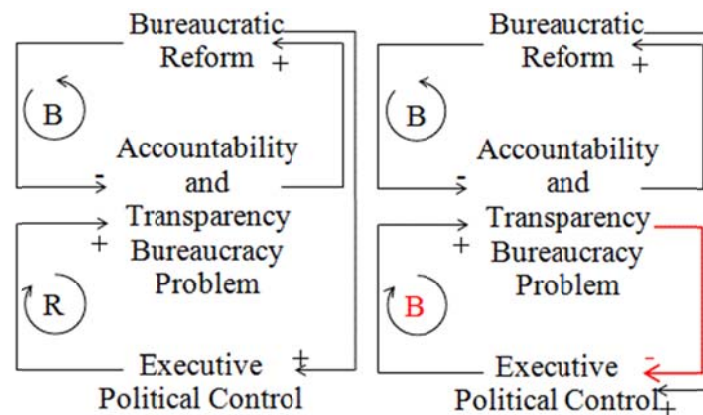 Bureaucratic
Reform
+
B
-
Accountability
and
Transparency
+
Bureaucracy
Problem
R
Executive
+
Political Control
Bureaucratic
Reform
+
B
-
Accountability
and
Transparency
+
Bureaucracy
Problem
B
-
Executive
Political Control
+